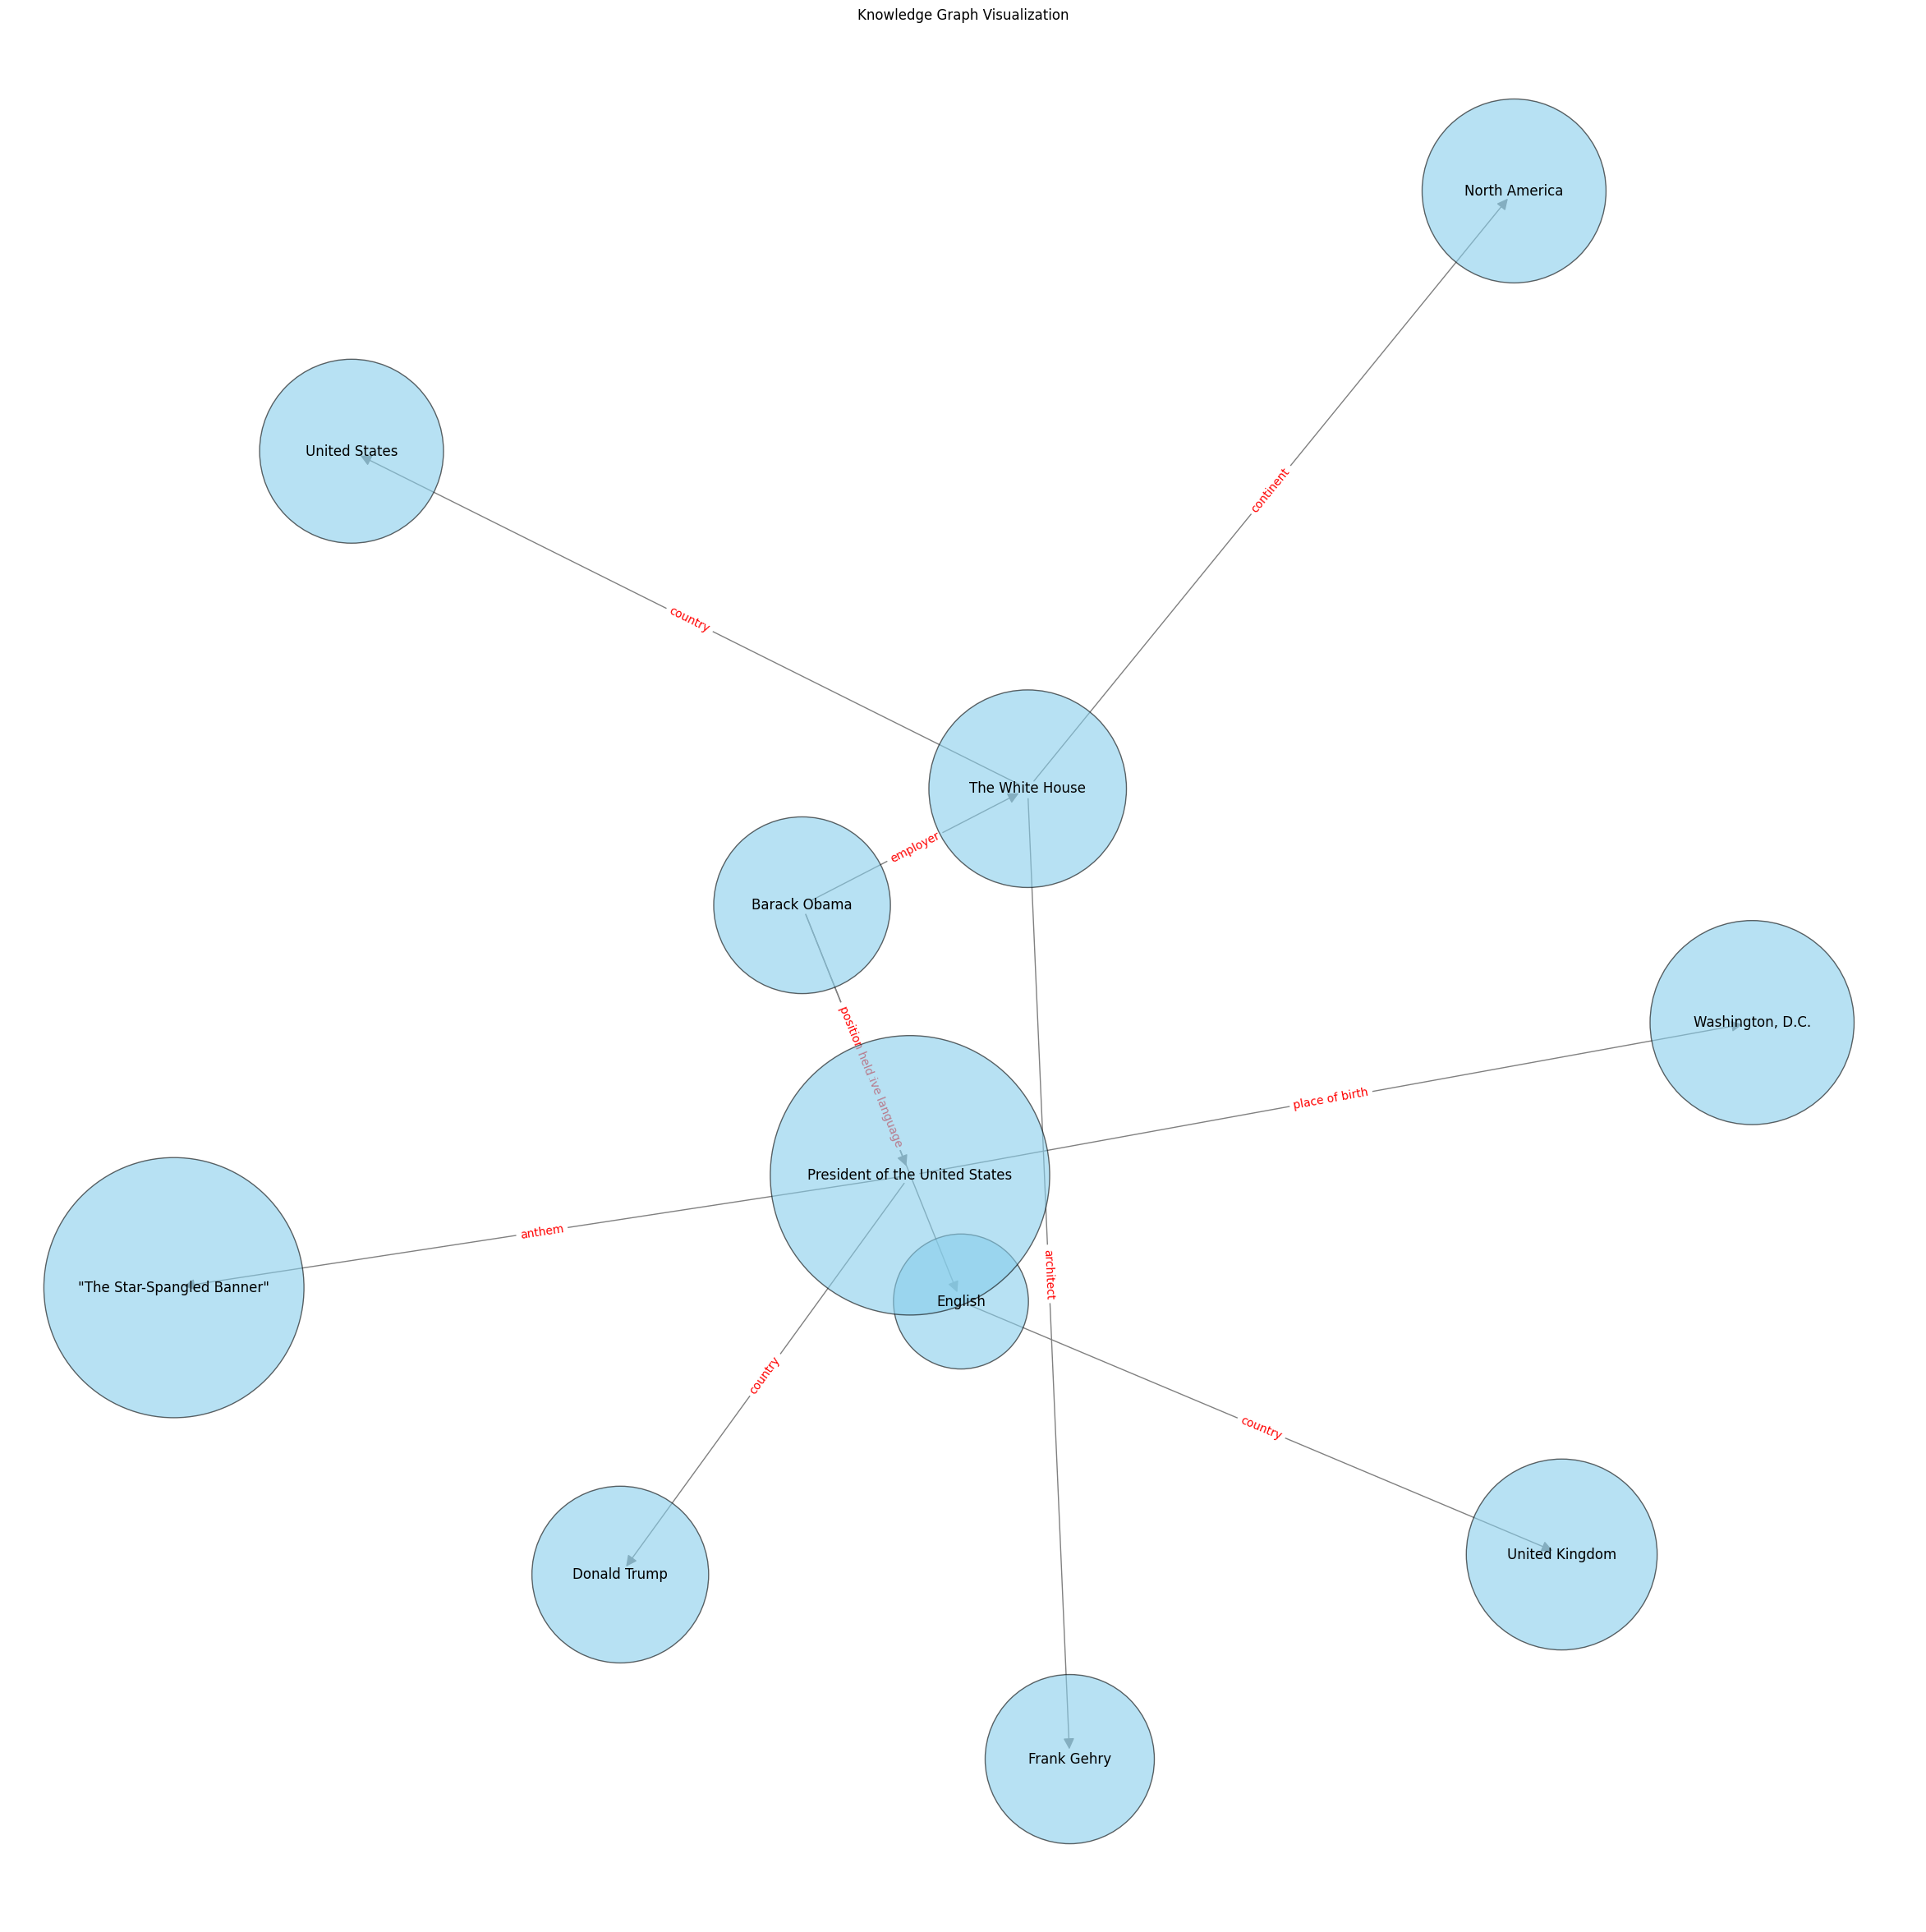 Knowledge Graph Visualization
North America
United States
continent
country
The White House
employer
Barack Obama
position held
language
Washington, D.C.
place of birth
President of the United States
anthem
"The Star-Spangled Banner"
architect
English
country
country
United Kingdom
Donald Trump
Frank Gehry